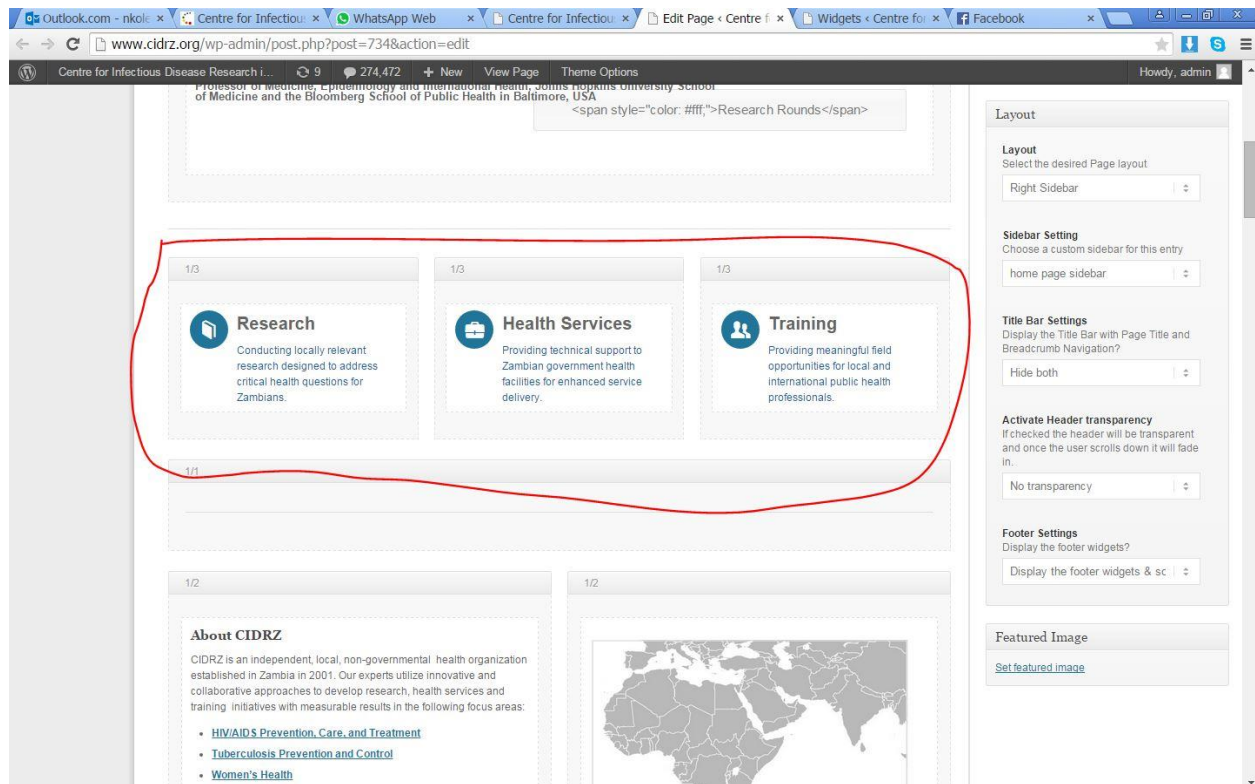 Outlook.com - nkole
Centre for Infectiou
WhatsApp Web
Centre for Infectiou
Edit Page ‹ Centre f
Widgets ‹ Centre for
Facebook
www.cidrz.org/wp-admin/post.php?post=734&action=edit
Centre for Infectious Disease Research i... 9 274,472 + New View Page Theme Options Howdy, admin
Professor of Medicine, Epidemiology and International Health, Johns Hopkins University School
of Medicine and the Bloomberg School of Public Health in Baltimore, USA
<span style="color: #fff;">Research Rounds</span>
1/3
Research
Conducting locally relevant
research designed to address
critical health questions for
Zambians.
1/3
Health Services
Providing technical support to
Zambian government health
facilities for enhanced service
delivery.
1/3
Training
Providing meaningful field
opportunities for local and
international public health
professionals.
1/1
1/2
About CIDRZ
CIDRZ is an independent, local, non-governmental health organization
established in Zambia in 2001. Our experts utilize innovative and
collaborative approaches to develop research, health services and
training initiatives with measurable results in the following focus areas:
HIV/AIDS Prevention, Care, and Treatment
Tuberculosis Prevention and Control
Women's Health
1/2
Layout
Layout
Select the desired Page layout
Right Sidebar
Sidebar Setting
Choose a custom sidebar for this entry
home page sidebar
Title Bar Settings
Display the Title Bar with Page Title and
Breadcrumb Navigation?
Hide both
Activate Header transparency
If checked the header will be transparent
and once the user scrolls down it will fade
in.
No transparency
Footer Settings
Display the footer widgets?
Display the footer widgets & sc
Featured Image
Set featured image